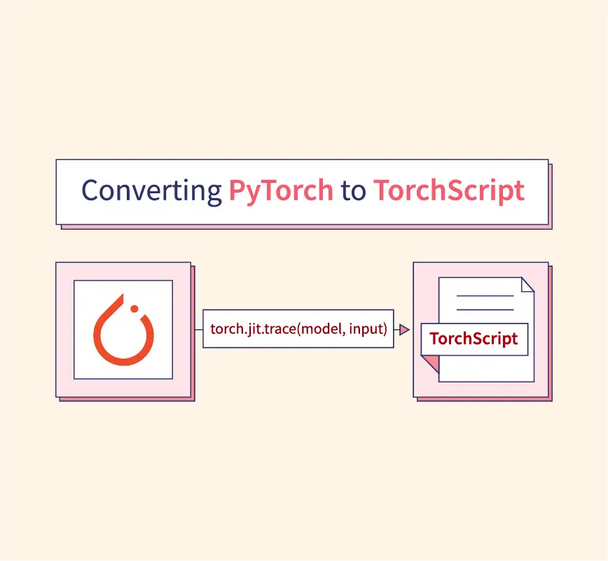 Converting PyTorch to TorchScript
torch.jit.trace(model, input)
TorchScript